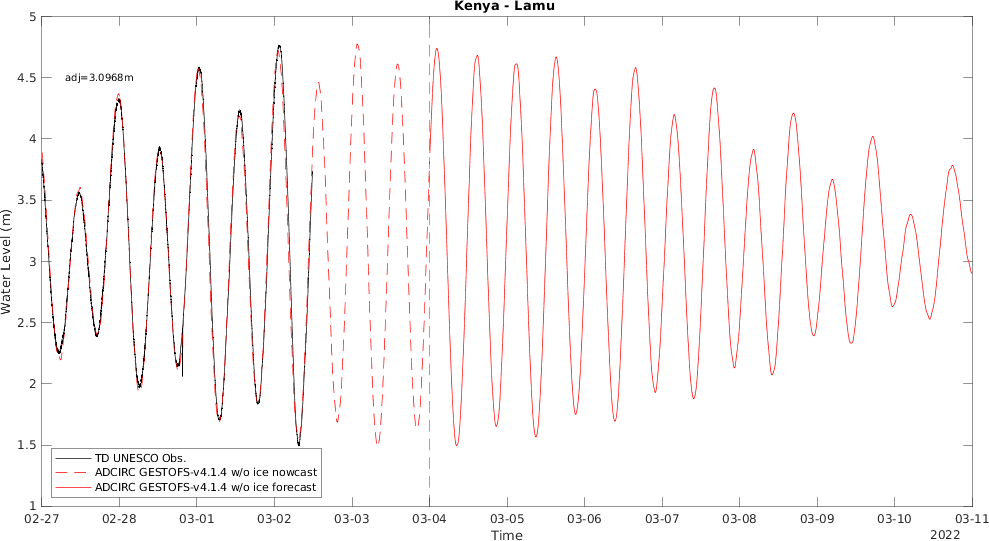 Kenya - Lamu
5
4.5
4
3.5
3
2.5
2
1.5
1
Water Level (m)
adj=3.0968m
TD UNESCO Obs.
ADCIRC GESTOFS-v4.1.4 w/o ice nowcast
ADCIRC GESTOFS-v4.1.4 w/o ice forecast
02-27 02-28 03-01 03-02 03-03 03-04 03-05 03-06 03-07 03-08 03-09 03-10 03-11
Time
2022